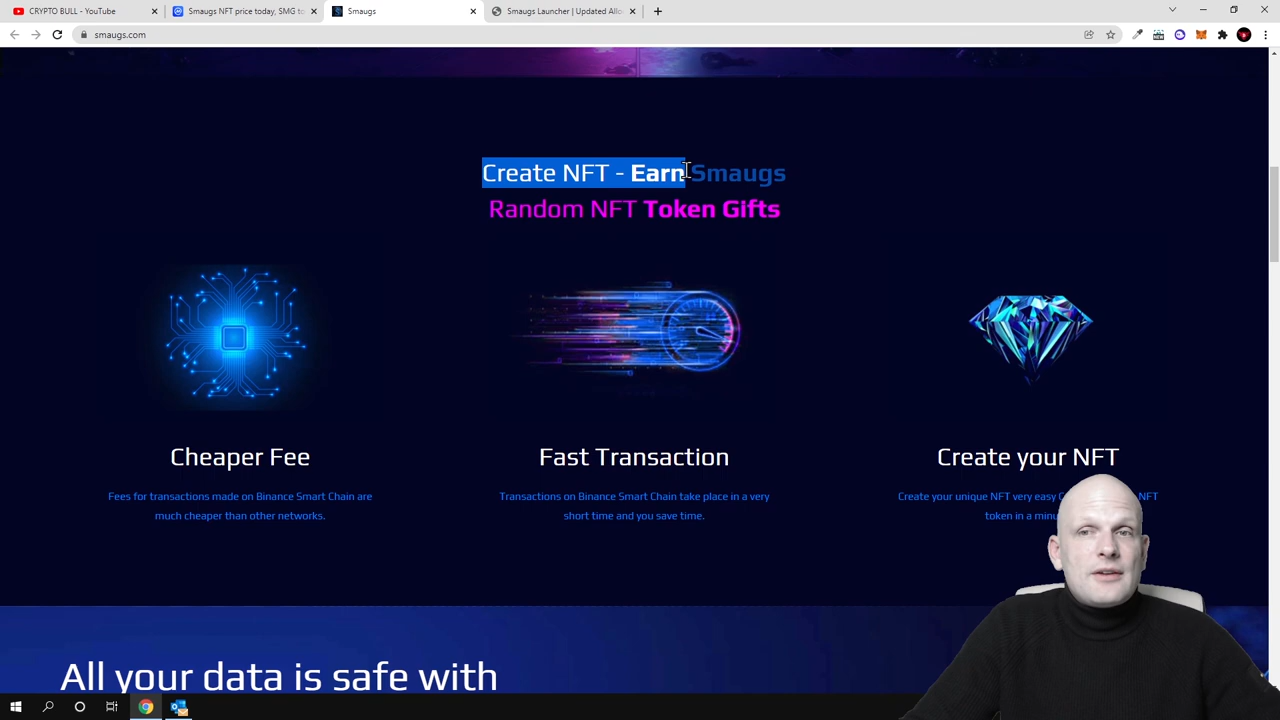 CRYPTO BULL - YouTube
Smaugs NFT price today, SMG to
Smaugs
Smaugs Launcher | Updated Allo
smaugs.com
Create NFT - Earn Smaugs
Random NFT Token Gifts
Cheaper Fee
Fast Transaction
Create your NFT
Fees for transactions made on Binance Smart Chain are
much cheaper than other networks.
Transactions on Binance Smart Chain take place in a very
short time and you save time.
Create your unique NFT very easy NFT
token in a
All your data is safe with